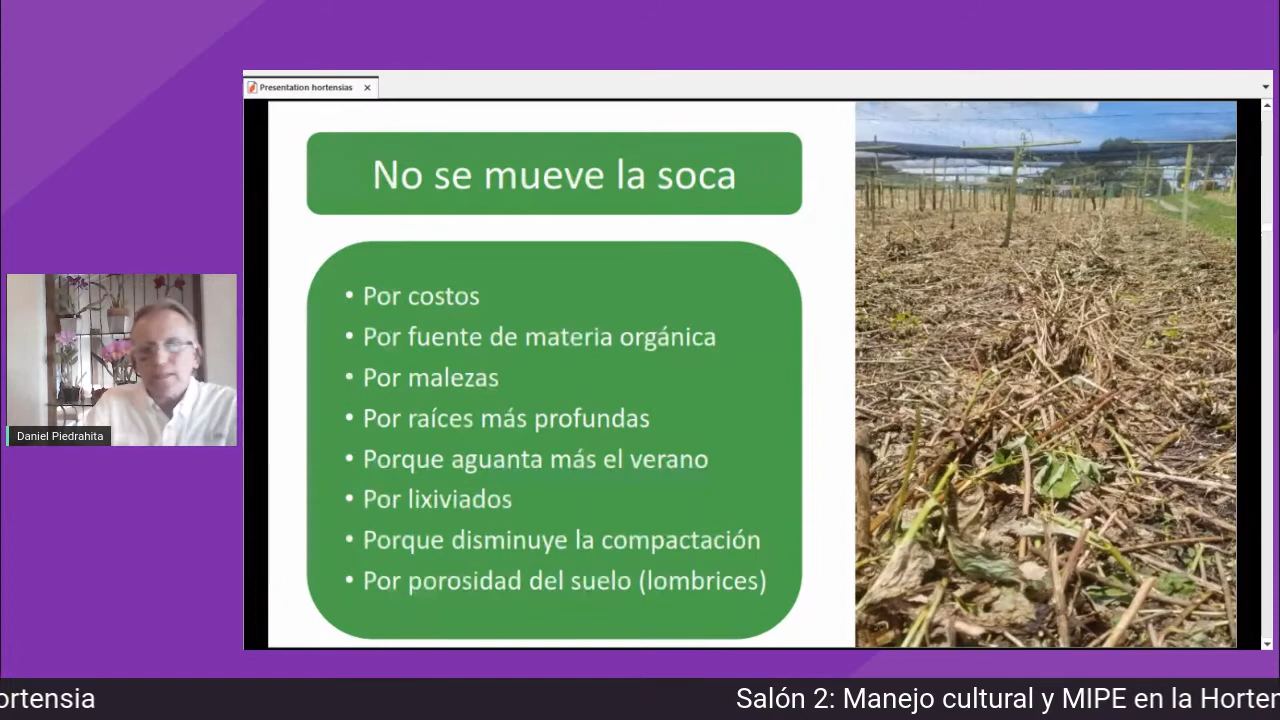 Presentation hortensias
No se mueve la soca
• Por costos
• Por fuente de materia orgánica
• Por malezas
• Por raíces más profundas
• Porque aguanta más el verano
• Por lixiviados
• Porque disminuye la compactación
• Por porosidad del suelo (lombrices)
Daniel Piedrahita
ortensia
Salón 2: Manejo cultural y MIPE en la Horten